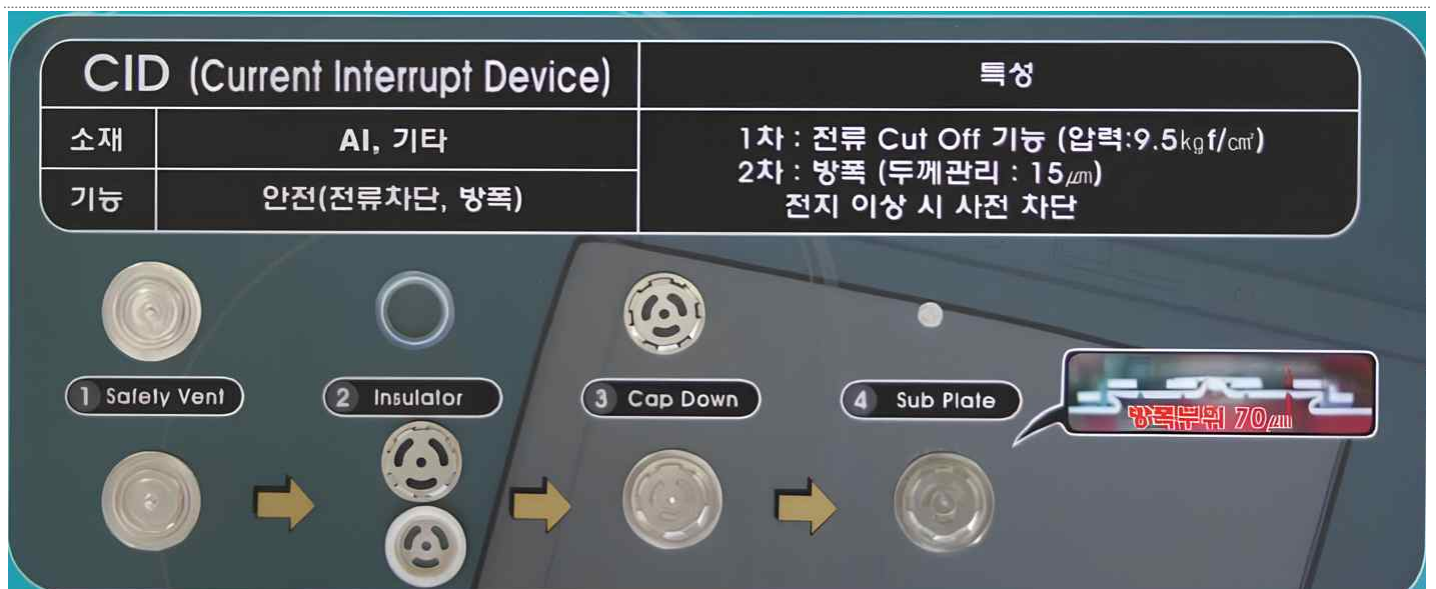 CID (Current Interrupt Device)
특성
소재
Al, 기타
기능
안전(전류차단, 방폭)
1차 : 전류 Cut Off 기능 (압력:9.5kgf/㎠)
2차 : 방폭 (두께관리 : 15㎛)
전지 이상 시 사전 차단
1 Safety Vent
2 Insulator
3 Cap Down
4 Sub Plate
방폭부위 70㎛